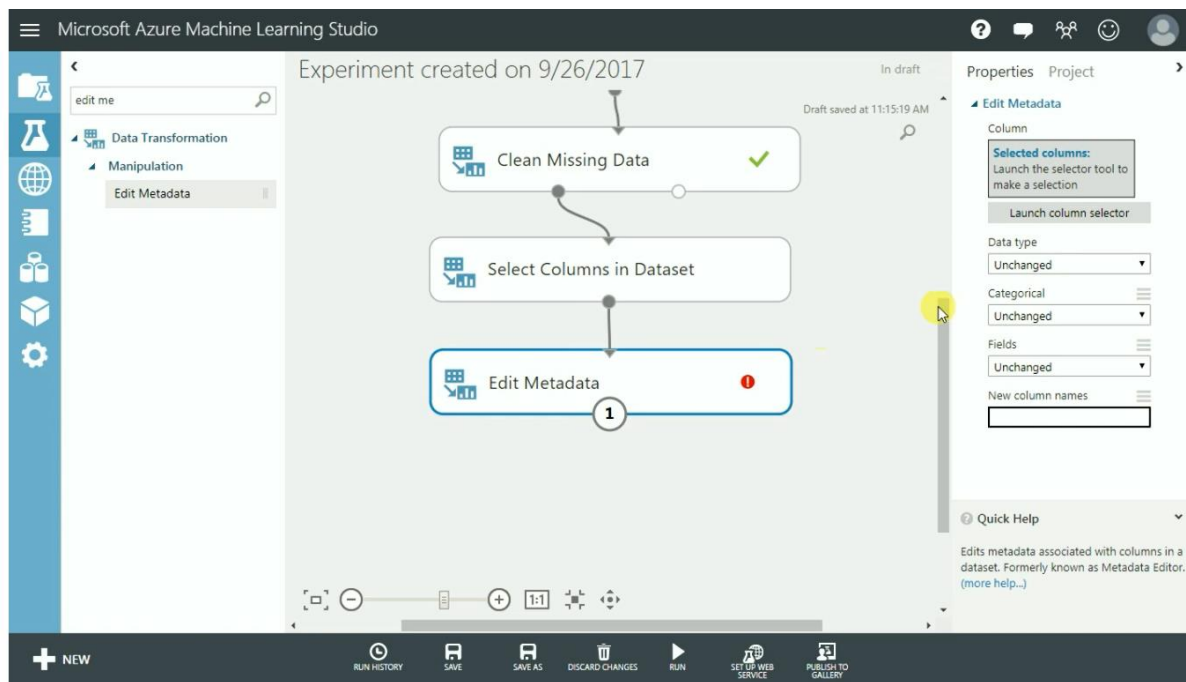 Microsoft Azure Machine Learning Studio
edit me
Data Transformation
Manipulation
Edit Metadata
Experiment created on 9/26/2017
In draft
Draft saved at 11:15:19 AM
Clean Missing Data
Select Columns in Dataset
Edit Metadata
1
Properties Project
Edit Metadata
Column
Selected columns:
Launch the selector tool to
make a selection
Launch column selector
Data type
Unchanged
Categorical
Unchanged
Fields
Unchanged
New column names
Quick Help
Edits metadata associated with columns in a
dataset. Formerly known as Metadata Editor.
(more help...)
1:1
NEW
RUN HISTORY
SAVE
SAVE AS
DISCARD CHANGES
RUN
SET UP WEB
SERVICE
PUBLISH TO
GALLERY